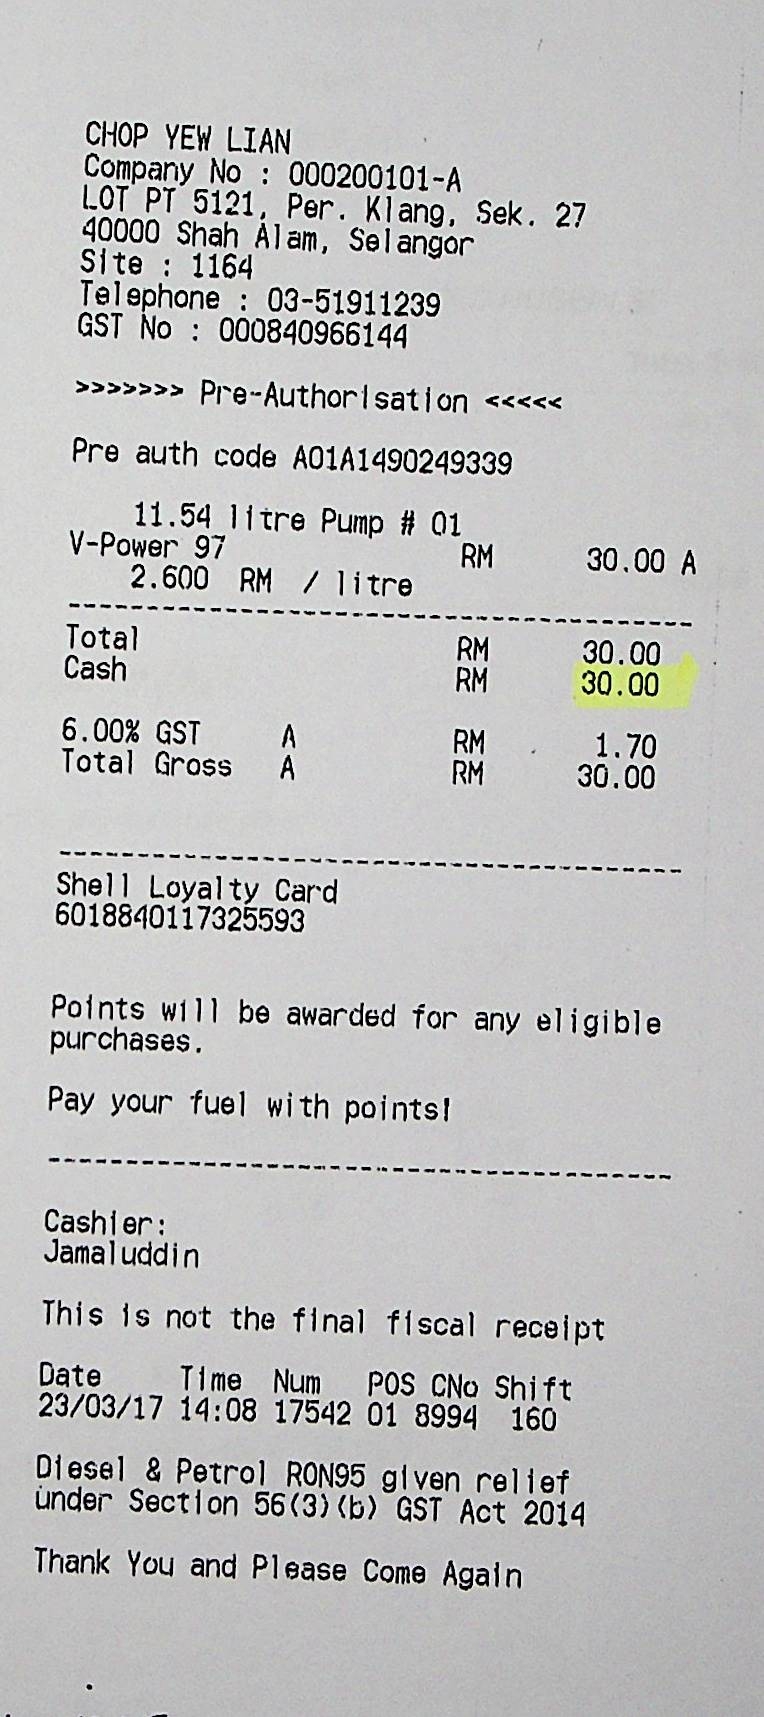 CHOP YEW LIAN
Company No : 000200101-A
LOT PT 5121, Per. Klang, Sek. 27
40000 Shah Alam, Selangor
Site : 1164
Telephone : 03-51911239
GST No : 000840966144
>>>>>>> Pre-Authorisation <<<<<
Pre auth code A01A1490249339
11.54 litre Pump # 01
V-Power 97 RM 30.00 A
2.600 RM / litre
----------------------------------------
Total RM 30.00
Cash RM 30.00
6.00% GST A RM 1.70
Total Gross A RM 30.00
----------------------------------------
Shell Loyalty Card
6018840117325593
Points will be awarded for any eligible
purchases.
Pay your fuel with points!
----------------------------------------
Cashier:
Jamaluddin
This is not the final fiscal receipt
Date Time Num POS CNo Shift
23/03/17 14:08 17542 01 8994 160
Diesel & Petrol RON95 given relief
under Section 56(3)(b) GST Act 2014
Thank You and Please Come Again